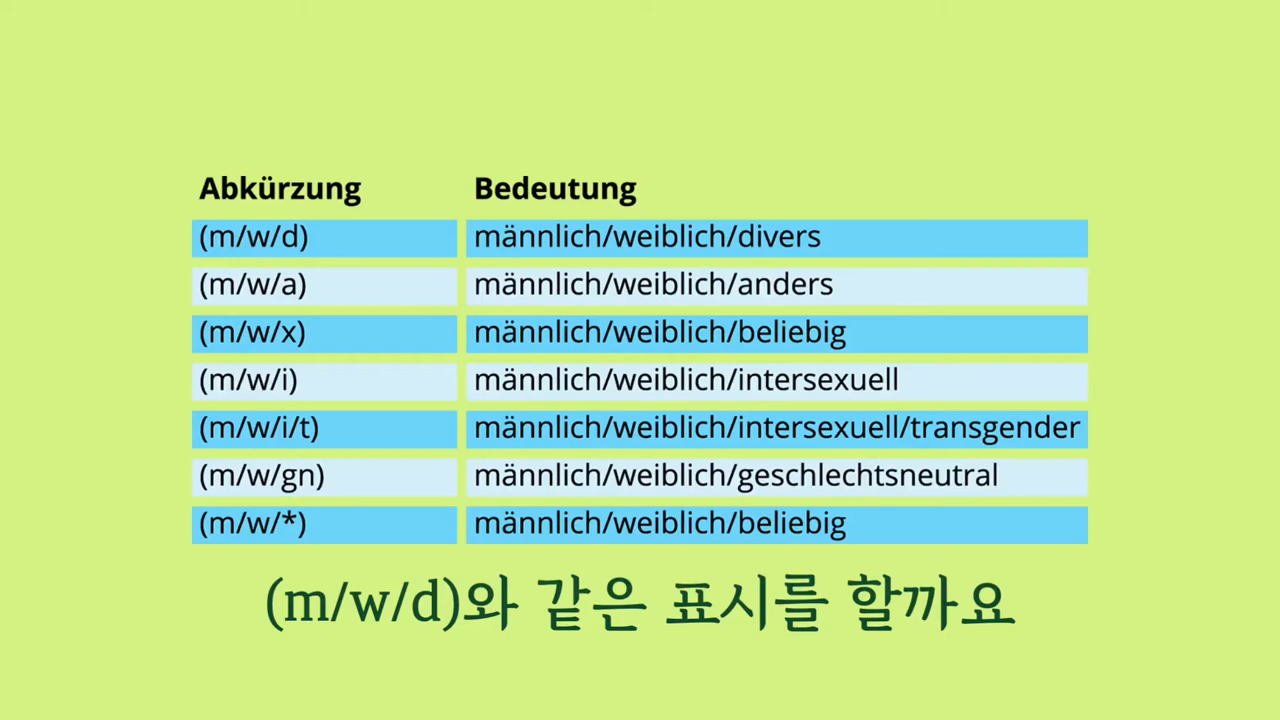 Abkürzung Bedeutung
(m/w/d) männlich/weiblich/divers
(m/w/a) männlich/weiblich/anders
(m/w/x) männlich/weiblich/beliebig
(m/w/i) männlich/weiblich/intersexuell
(m/w/i/t) männlich/weiblich/intersexuell/transgender
(m/w/gn) männlich/weiblich/geschlechtsneutral
(m/w/*) männlich/weiblich/beliebig
(m/w/d)와 같은 표시를 할까요